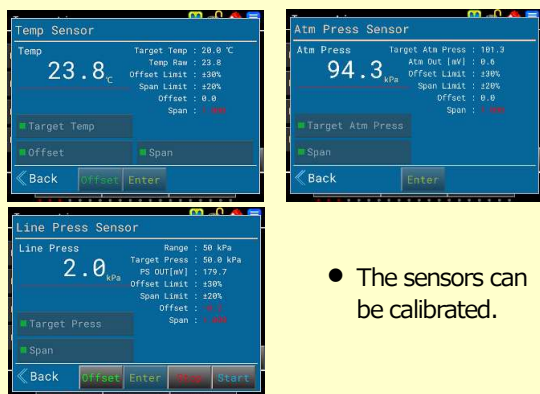 Temp Sensor
Temp
23.8 ℃
Target Temp : 20.0 ℃
Temp Raw : 23.8
Offset Limit : ±30%
Span Limit : ±20%
Offset : 0.0
Span :
Target Temp
Offset
Span
Back
Offset
Enter
Atm Press Sensor
Atm Press
94.3 kPa
Target Atm Press : 101.3
Atm Out [mV] : 0.6
Offset Limit : ±30%
Span Limit : ±20%
Offset : 0.0
Span :
Target Atm Press
Span
Back
Enter
Line Press Sensor
Line Press
2.0 kPa
Range : 50 kPa
Target Press : 50.0 kPa
PS OUT[mV] : 179.7
Offset Limit : ±30%
Span Limit : ±20%
Offset :
Span :
Target Press
Span
Back
Offset
Enter
Stop
Start
● The sensors can
be calibrated.